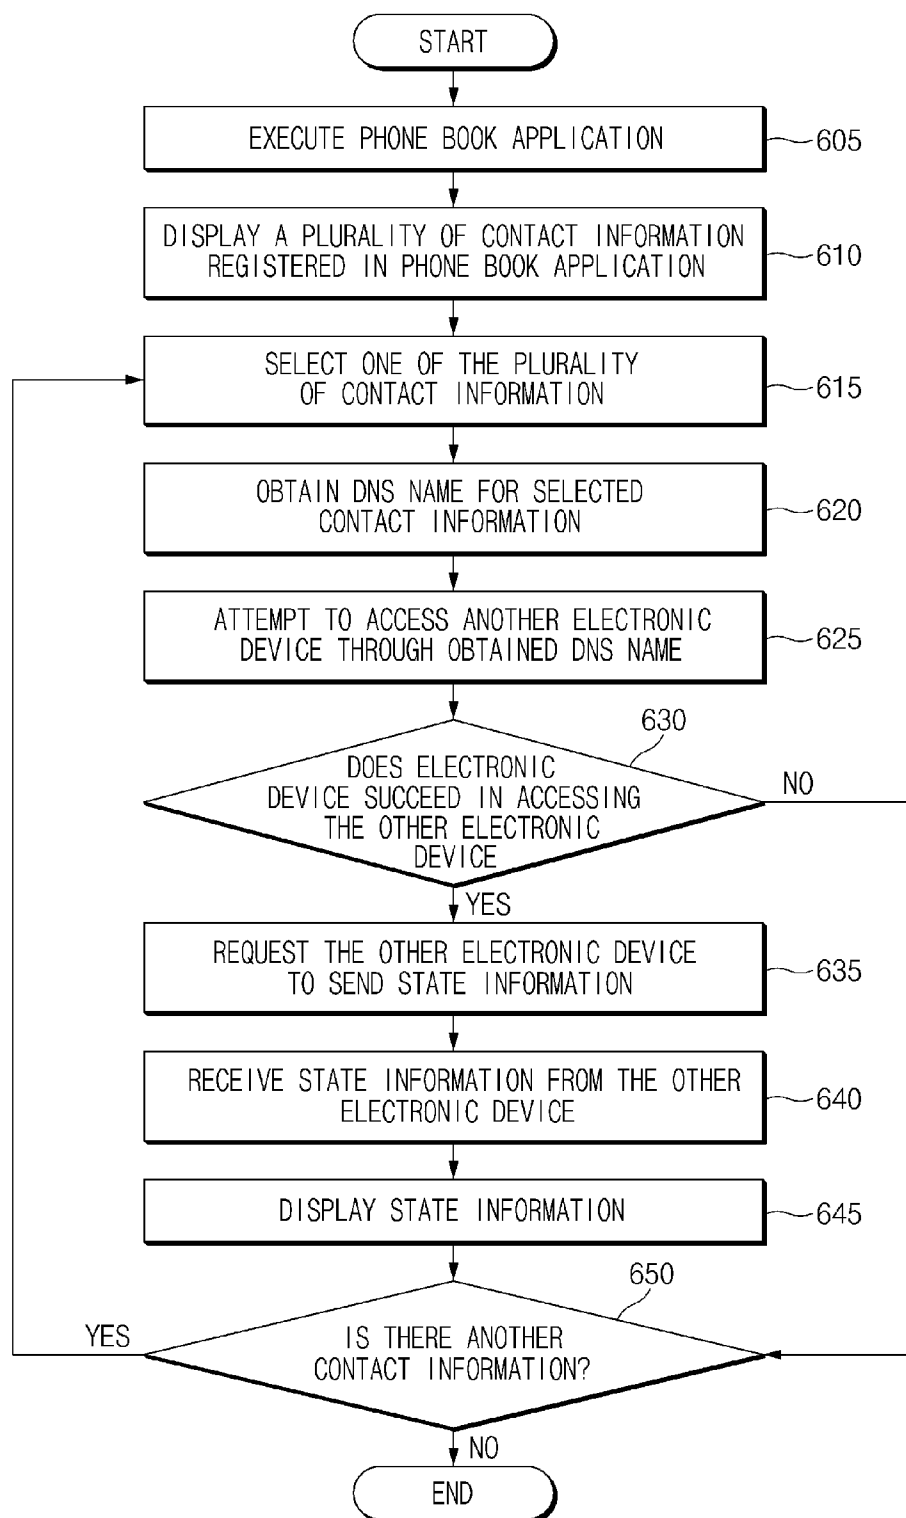 START
EXECUTE PHONE BOOK APPLICATION
605
DISPLAY A PLURALITY OF CONTACT INFORMATION
REGISTERED IN PHONE BOOK APPLICATION
610
SELECT ONE OF THE PLURALITY
OF CONTACT INFORMATION
615
OBTAIN DNS NAME FOR SELECTED
CONTACT INFORMATION
620
ATTEMPT TO ACCESS ANOTHER ELECTRONIC
DEVICE THROUGH OBTAINED DNS NAME
625
630
DOES ELECTRONIC
DEVICE SUCCEED IN ACCESSING
THE OTHER ELECTRONIC
DEVICE
NO
YES
REQUEST THE OTHER ELECTRONIC DEVICE
TO SEND STATE INFORMATION
635
RECEIVE STATE INFORMATION FROM THE OTHER
ELECTRONIC DEVICE
640
DISPLAY STATE INFORMATION
645
650
YES
IS THERE ANOTHER
CONTACT INFORMATION?
NO
END